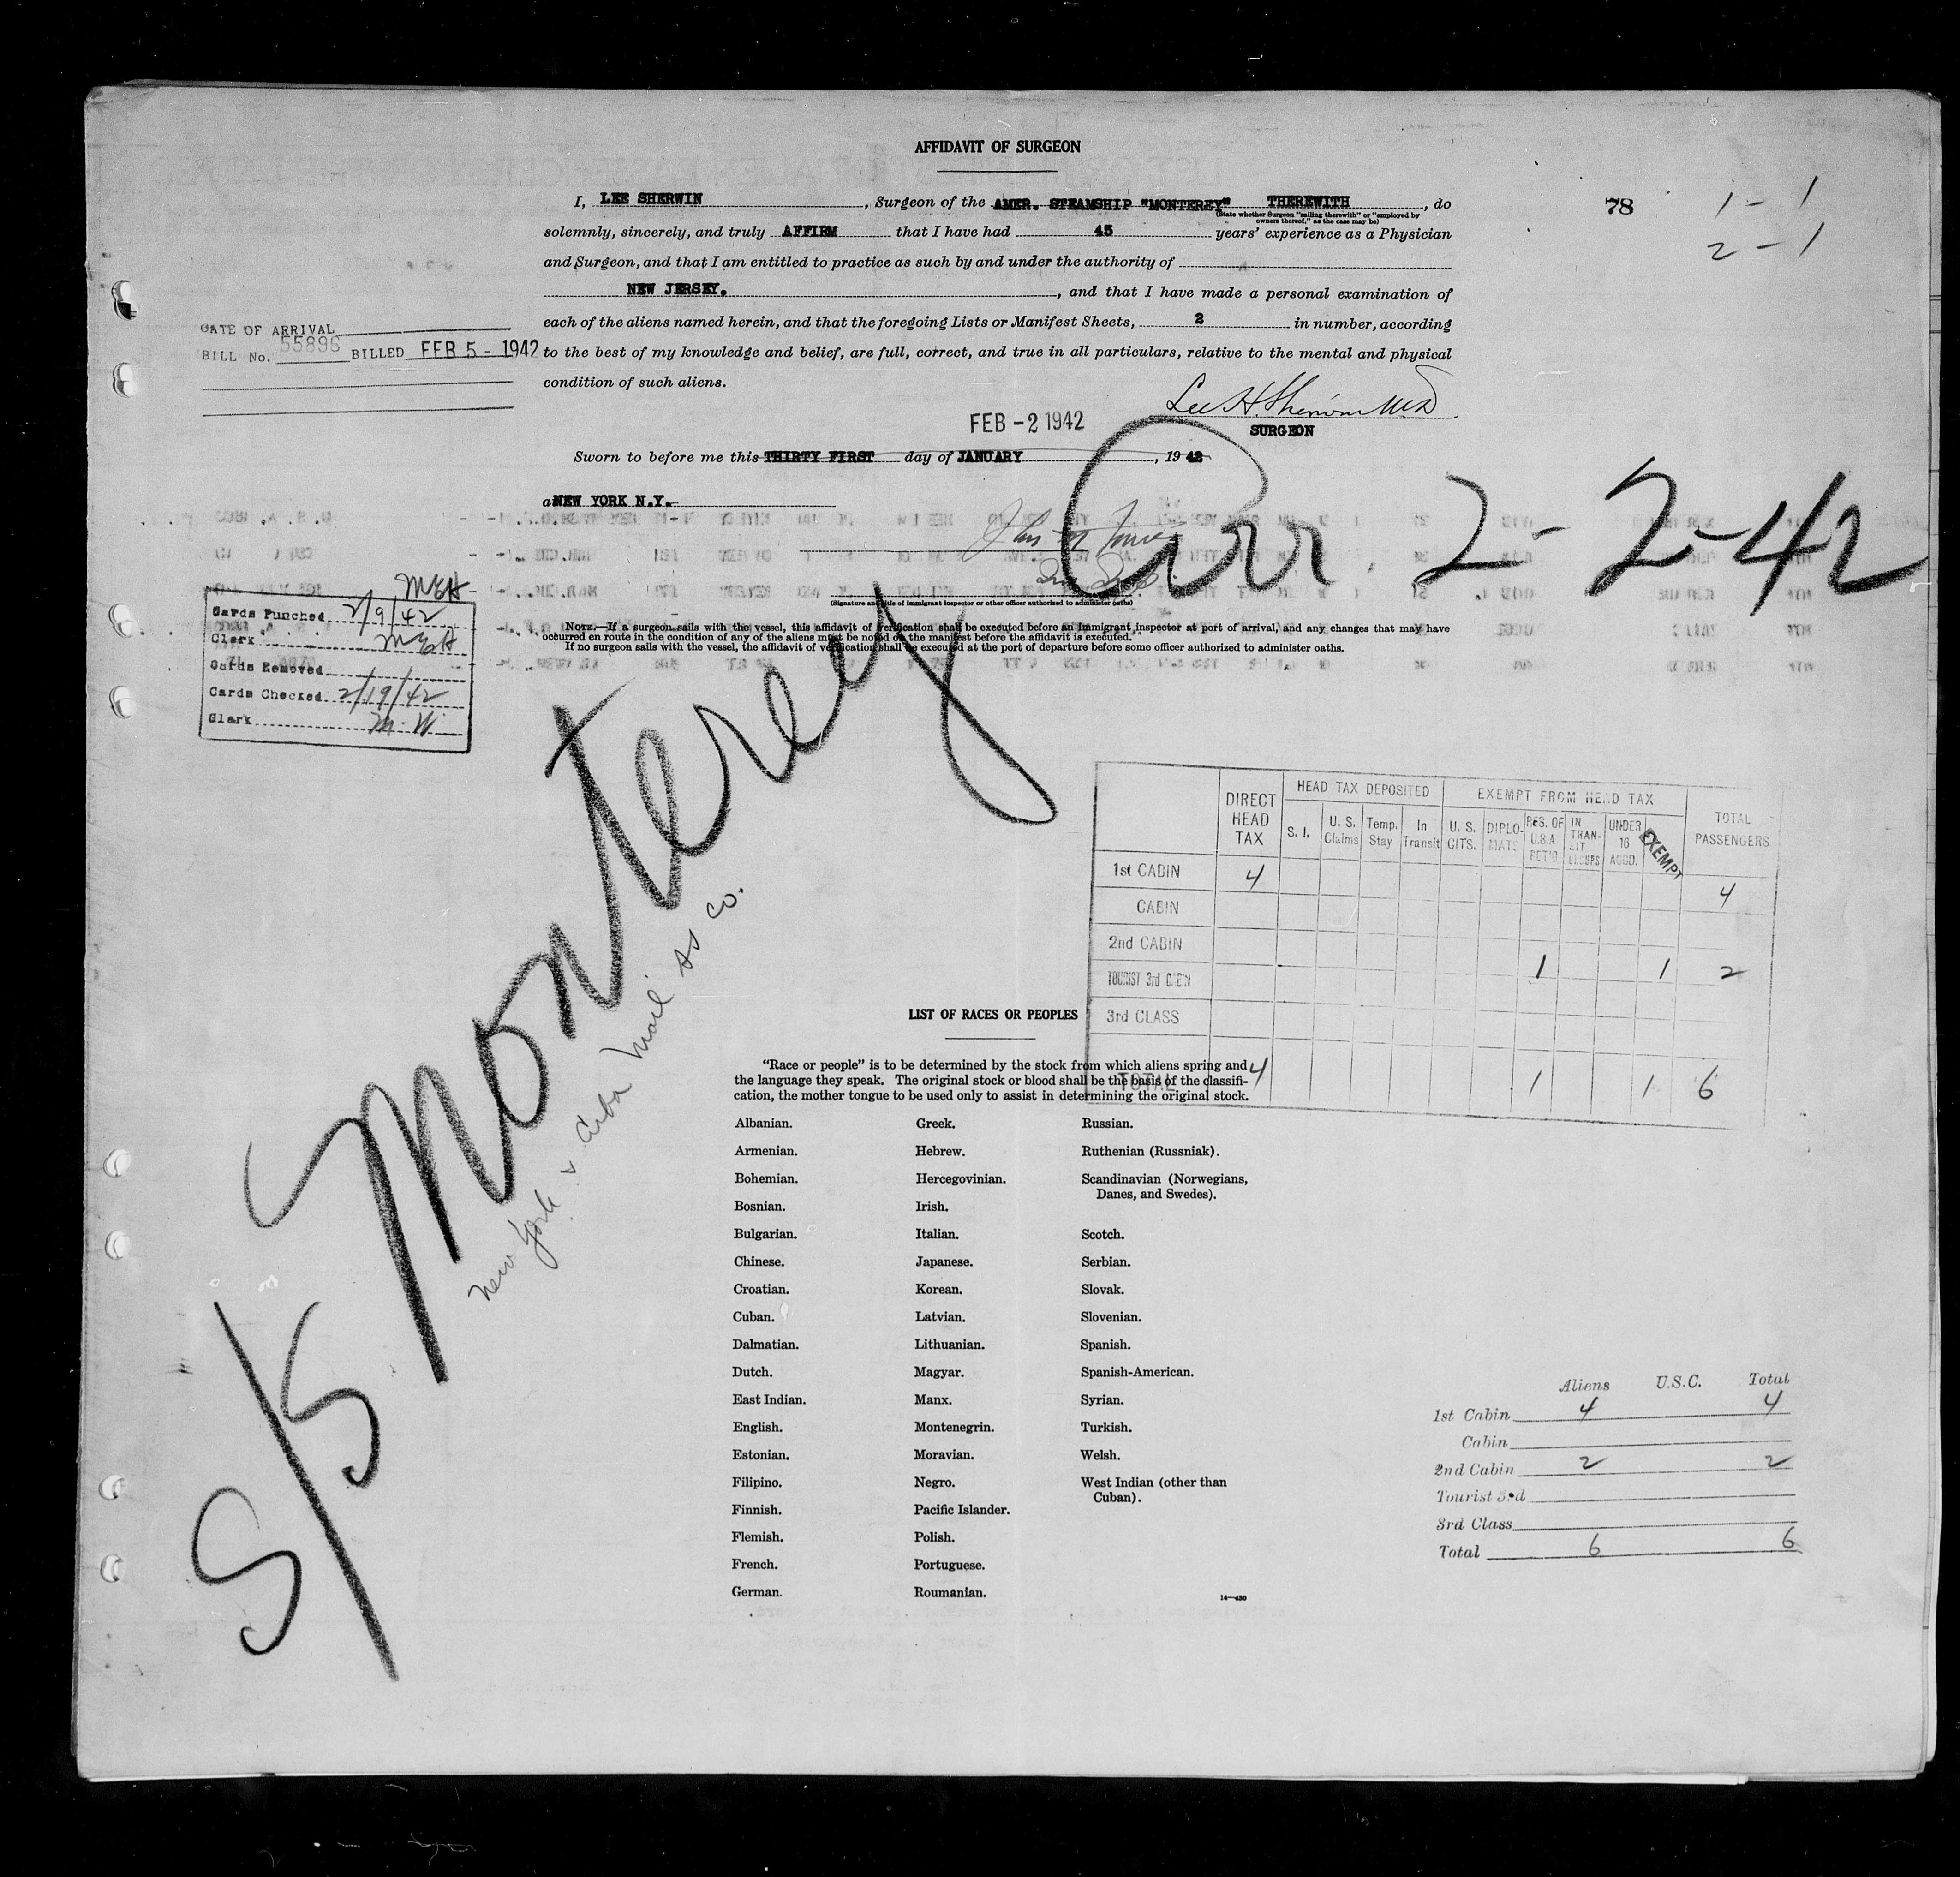 AFFIDAVIT OF SURGEON
I, LEE SHERWIN, Surgeon of the AMER. STEAMSHIP "MONTEREY" THEREWITH, do
(State whether Surgeon "sailing therewith" or "employed by
owners thereof," as the case may be)
78
1-1
2-1
solemnly, sincerely, and truly AFFIRM that I have had 45 years' experience as a Physician
and Surgeon, and that I am entitled to practice as such by and under the authority of
NEW JERSEY., and that I have made a personal examination of
each of the aliens named herein, and that the foregoing Lists or Manifest Sheets, 2 in number, according
to the best of my knowledge and belief, are full, correct, and true in all particulars, relative to the mental and physical
condition of such aliens.
DATE OF ARRIVAL
BILL No. 55896 BILLED FEB 5 - 1942
Lee H. Sherwin M.D.
SURGEON
FEB -2 1942
Sworn to before me this THIRTY FIRST day of JANUARY, 19 42
a NEW YORK N.Y.
Arr 2-2-42
(Signature and title of immigrant inspector or other officer authorized to administer oaths)
NOTE.—If a surgeon sails with the vessel, this affidavit of verification shall be executed before an immigrant inspector at port of arrival, and any changes that may have
occurred en route in the condition of any of the aliens must be noted on the manifest before the affidavit is executed.
If no surgeon sails with the vessel, the affidavit of verification shall be executed at the port of departure before some officer authorized to administer oaths.
MEH
Cards Punched 2/9/42
Clerk MEH
Cards Removed
Cards Checked 2/19/42
Clerk M-W
S/S Monterey
New York & Cuba Mail SS Co.
DIRECT HEAD TAX
HEAD TAX DEPOSITED
EXEMPT FROM HEAD TAX
TOTAL PASSENGERS
S. I.
U. S. Claims
Temp. Stay
In Transit
U. S. CITS.
DIPLO-MATS
RES. OF U.S.A
IN TRAN-SIT
UNDER 16 ACCD.
EXEMPT
1st CABIN 4 4
CABIN
2nd CABIN 1 1 2
TOURIST 3rd CABIN
3rd CLASS
TOTAL 4 1 1 6
LIST OF RACES OR PEOPLES
"Race or people" is to be determined by the stock from which aliens spring and
the language they speak. The original stock or blood shall be the basis of the classifi-
cation, the mother tongue to be used only to assist in determining the original stock.
Albanian.
Armenian.
Bohemian.
Bosnian.
Bulgarian.
Chinese.
Croatian.
Cuban.
Dalmatian.
Dutch.
East Indian.
English.
Estonian.
Filipino.
Finnish.
Flemish.
French.
German.
Greek.
Hebrew.
Hercegovinian.
Irish.
Italian.
Japanese.
Korean.
Latvian.
Lithuanian.
Magyar.
Manx.
Montenegrin.
Moravian.
Negro.
Pacific Islander.
Polish.
Portuguese.
Roumanian.
Russian.
Ruthenian (Russniak).
Scandinavian (Norwegians,
Danes, and Swedes).
Scotch.
Serbian.
Slovak.
Slovenian.
Spanish.
Spanish-American.
Syrian.
Turkish.
Welsh.
West Indian (other than
Cuban).
14—430
Aliens U.S.C. Total
1st Cabin 4 4
Cabin
2nd Cabin 2 2
Tourist 3rd
3rd Class
Total 6 6